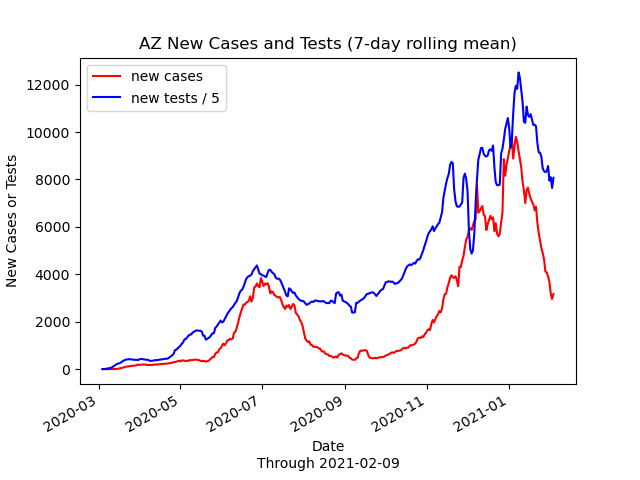 AZ New Cases and Tests (7-day rolling mean)
new cases
new tests / 5
New Cases or Tests
12000
10000
8000
6000
4000
2000
0
2020-03
2020-05
2020-07
2020-09
2020-11
2021-01
Date
Through 2021-02-09